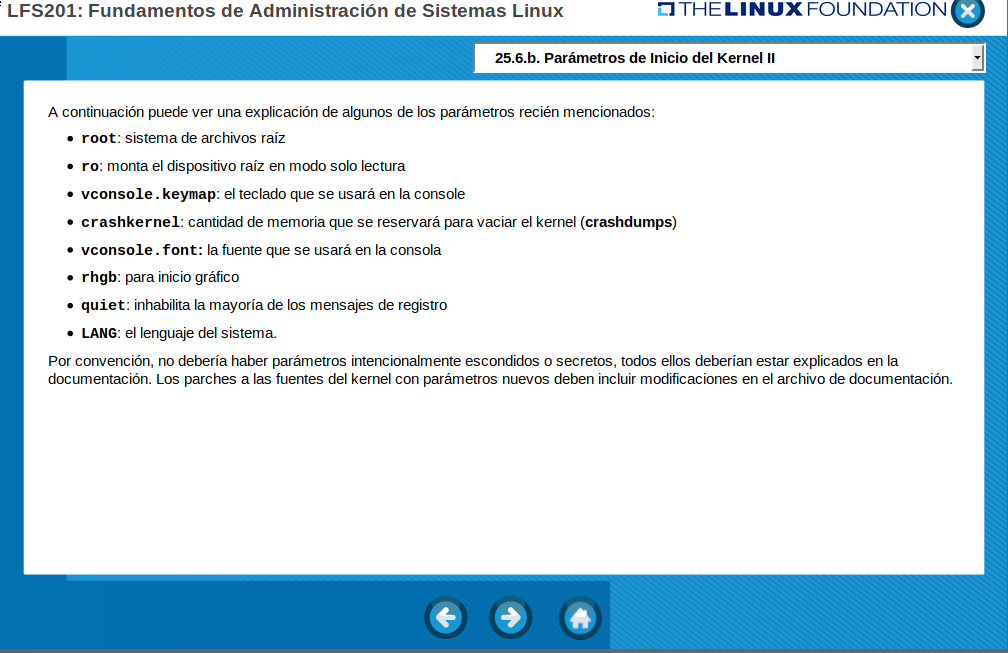 LFS201: Fundamentos de Administración de Sistemas Linux
THE LINUX FOUNDATION
25.6.b. Parámetros de Inicio del Kernel II
A continuación puede ver una explicación de algunos de los parámetros recién mencionados:
• root: sistema de archivos raíz
• ro: monta el dispositivo raíz en modo solo lectura
• vconsole.keymap: el teclado que se usará en la console
• crashkernel: cantidad de memoria que se reservará para vaciar el kernel (crashdumps)
• vconsole.font: la fuente que se usará en la consola
• rhgb: para inicio gráfico
• quiet: inhabilita la mayoría de los mensajes de registro
• LANG: el lenguaje del sistema.
Por convención, no debería haber parámetros intencionalmente escondidos o secretos, todos ellos deberían estar explicados en la
documentación. Los parches a las fuentes del kernel con parámetros nuevos deben incluir modificaciones en el archivo de documentación.